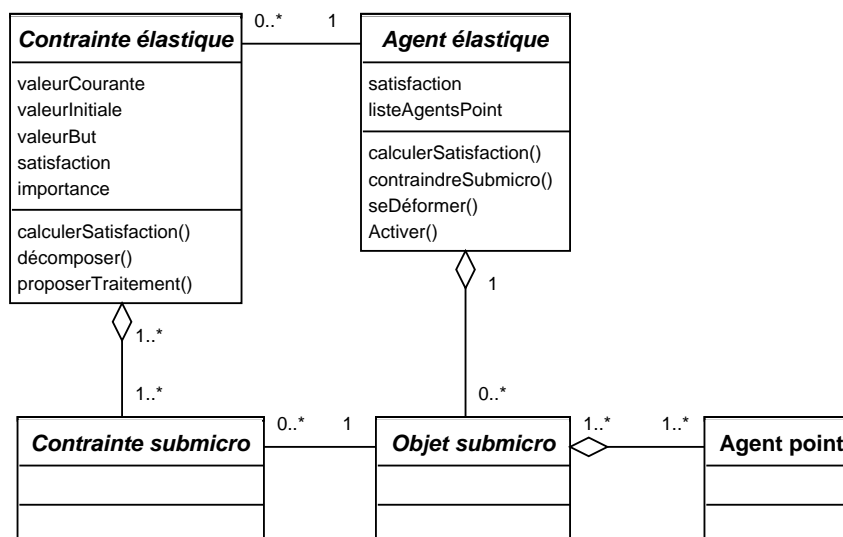 0..* 1
Contrainte élastique
Agent élastique
valeurCourante
valeurInitiale
valeurBut
satisfaction
importance
satisfaction
listeAgentsPoint
calculerSatisfaction()
contraindreSubmicro()
seDéformer()
Activer()
calculerSatisfaction()
décomposer()
proposerTraitement()
1
1..*
1..*
0..*
0..* 1
1..* 1..*
Contrainte submicro
Objet submicro
Agent point